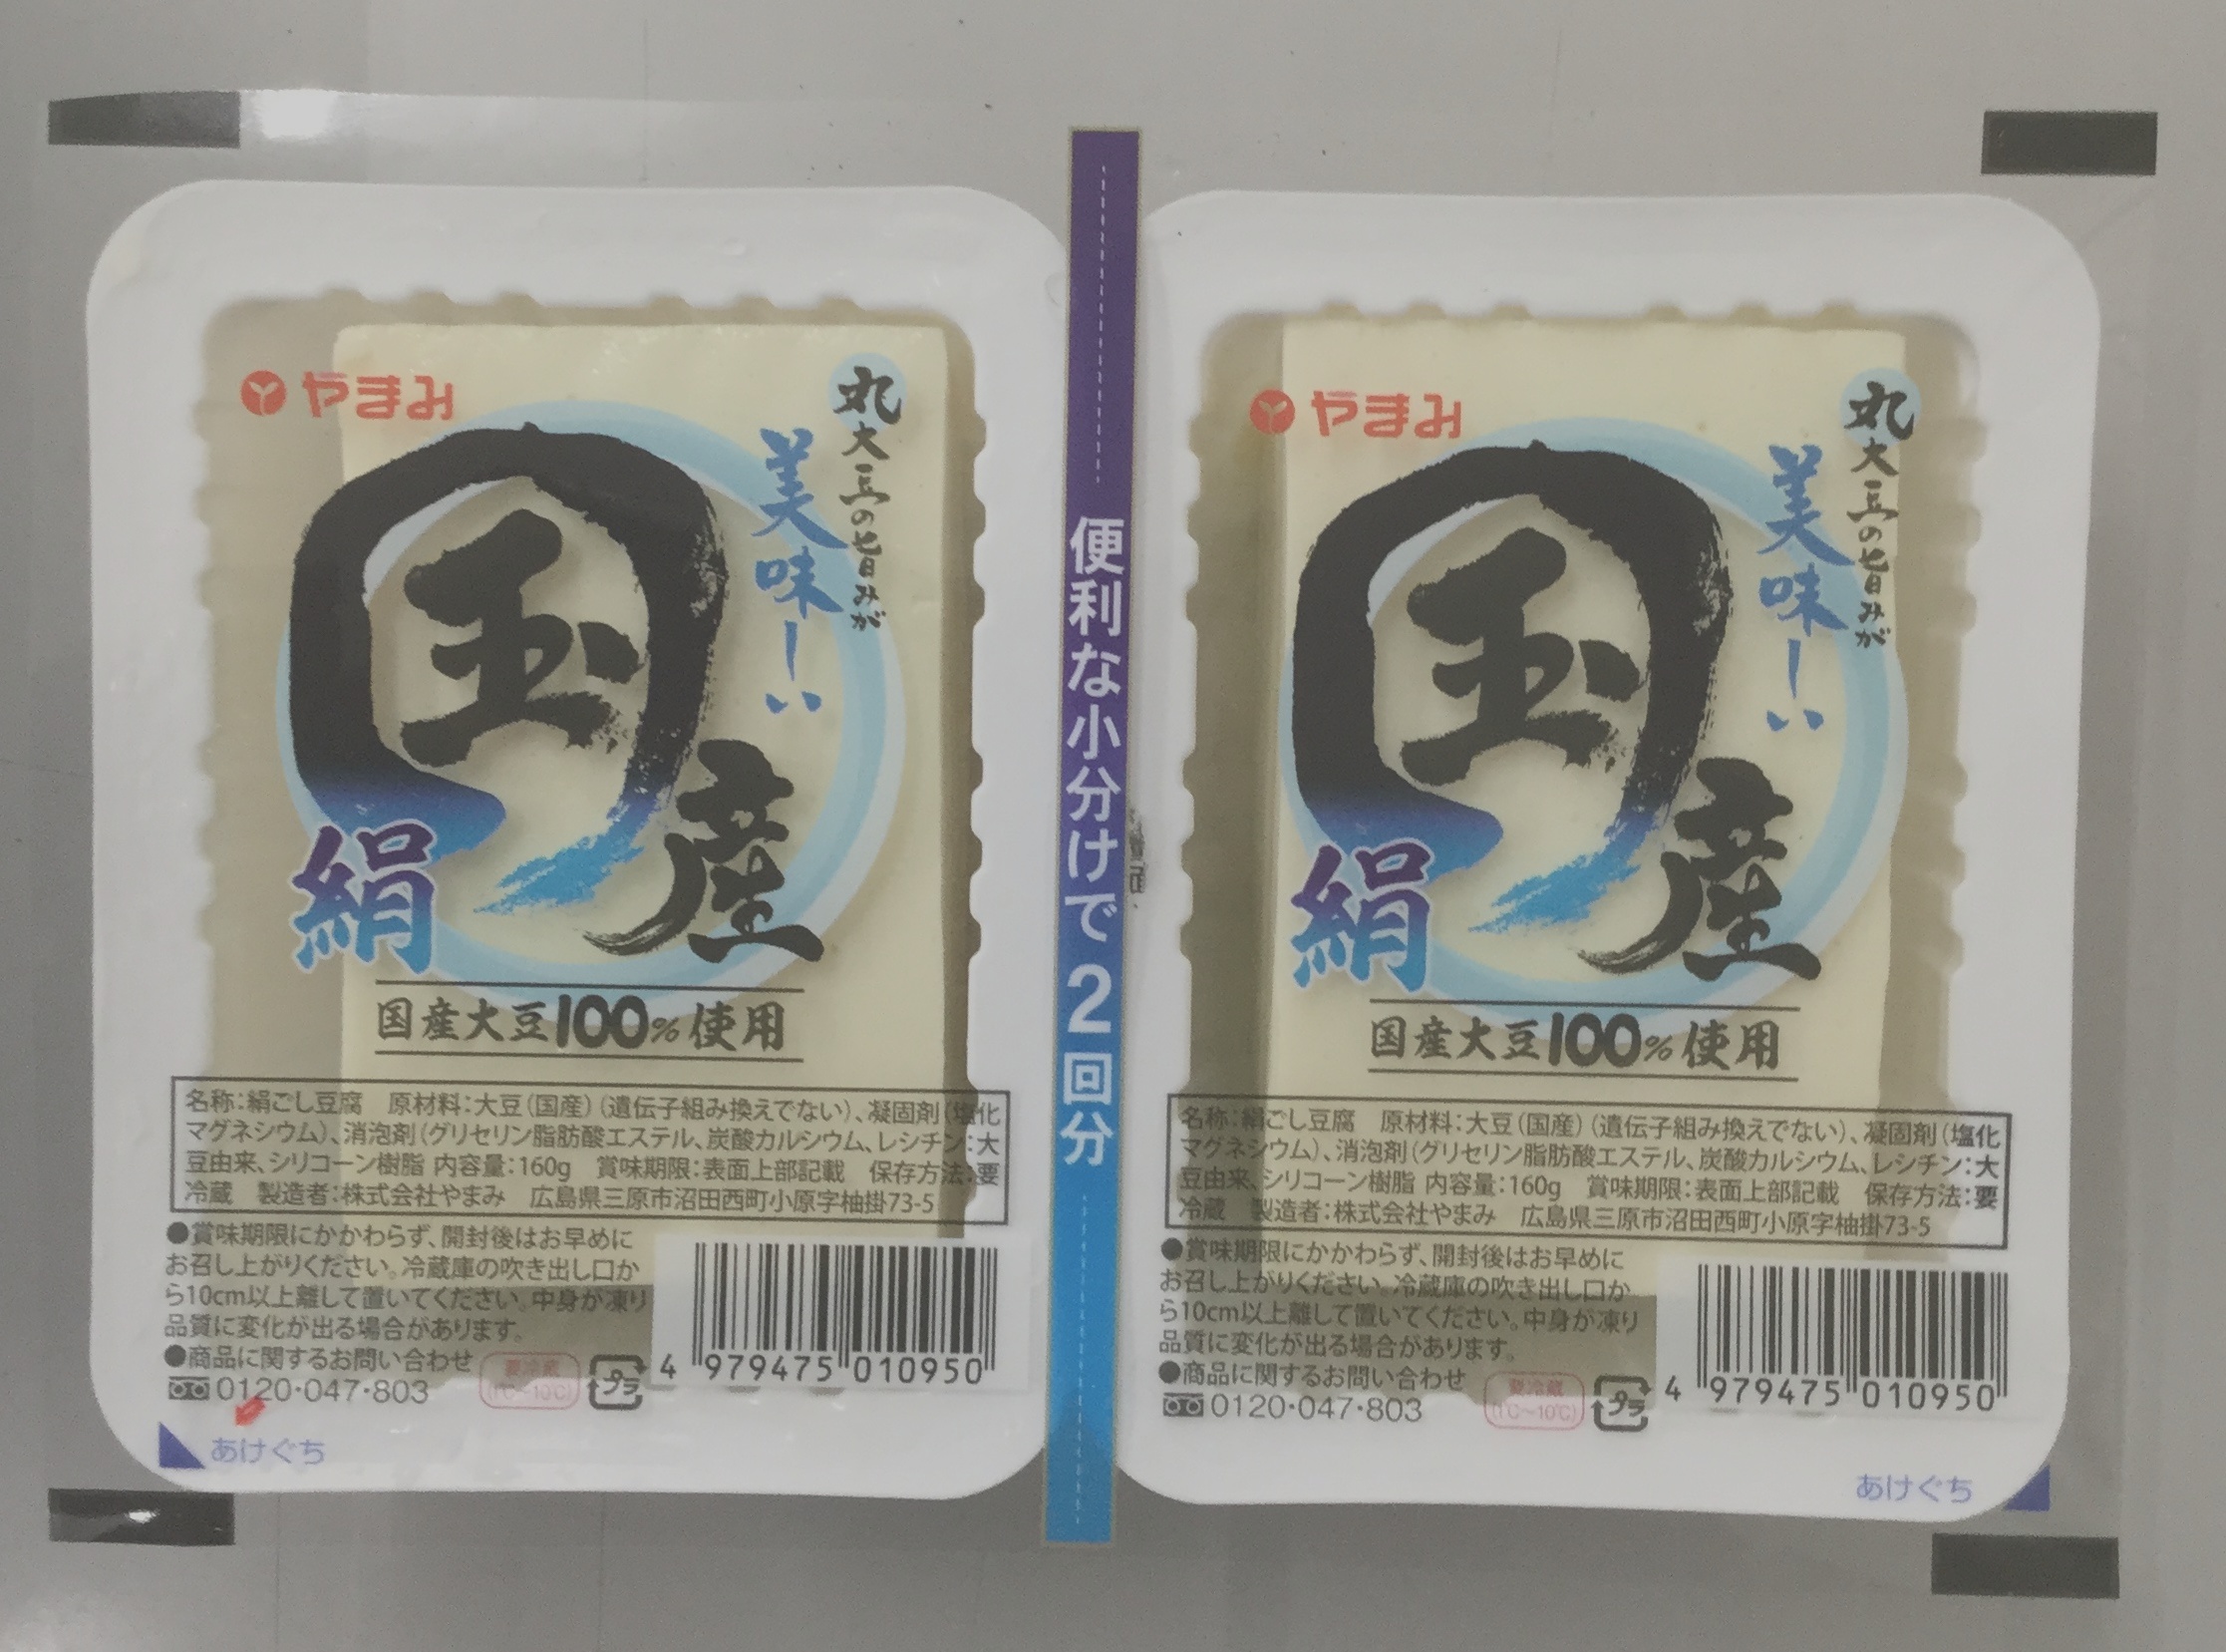 やまみ
丸大豆の旨みが
美味しい
国産
絹
国産大豆100%使用
名称:絹ごし豆腐 原材料:大豆(国産)(遺伝子組み換えでない)、凝固剤(塩化
マグネシウム)、消泡剤(グリセリン脂肪酸エステル、炭酸カルシウム、レシチン:大
豆由来、シリコーン樹脂 内容量:160g 賞味期限:表面上部記載 保存方法:要
冷蔵 製造者:株式会社やまみ 広島県三原市沼田西町小原字柚掛73-5
●賞味期限にかかわらず、開封後はお早めに
お召し上がりください。冷蔵庫の吹き出し口か
ら10cm以上離して置いてください。中身が凍り
品質に変化が出る場合があります。
●商品に関するお問い合わせ
0120・047・803
要冷蔵
(1℃~10℃)
プラ
4 979475 010950
あけぐち
便利な小分けで2回分
やまみ
丸大豆の旨みが
美味しい
国産
絹
国産大豆100%使用
名称:絹ごし豆腐 原材料:大豆(国産)(遺伝子組み換えでない)、凝固剤(塩化
マグネシウム)、消泡剤(グリセリン脂肪酸エステル、炭酸カルシウム、レシチン:大
豆由来、シリコーン樹脂 内容量:160g 賞味期限:表面上部記載 保存方法:要
冷蔵 製造者:株式会社やまみ 広島県三原市沼田西町小原字柚掛73-5
●賞味期限にかかわらず、開封後はお早めに
お召し上がりください。冷蔵庫の吹き出し口か
ら10cm以上離して置いてください。中身が凍り
品質に変化が出る場合があります。
●商品に関するお問い合わせ
0120・047・803
要冷蔵
(1℃~10℃)
プラ
4 979475 010950
あけぐち